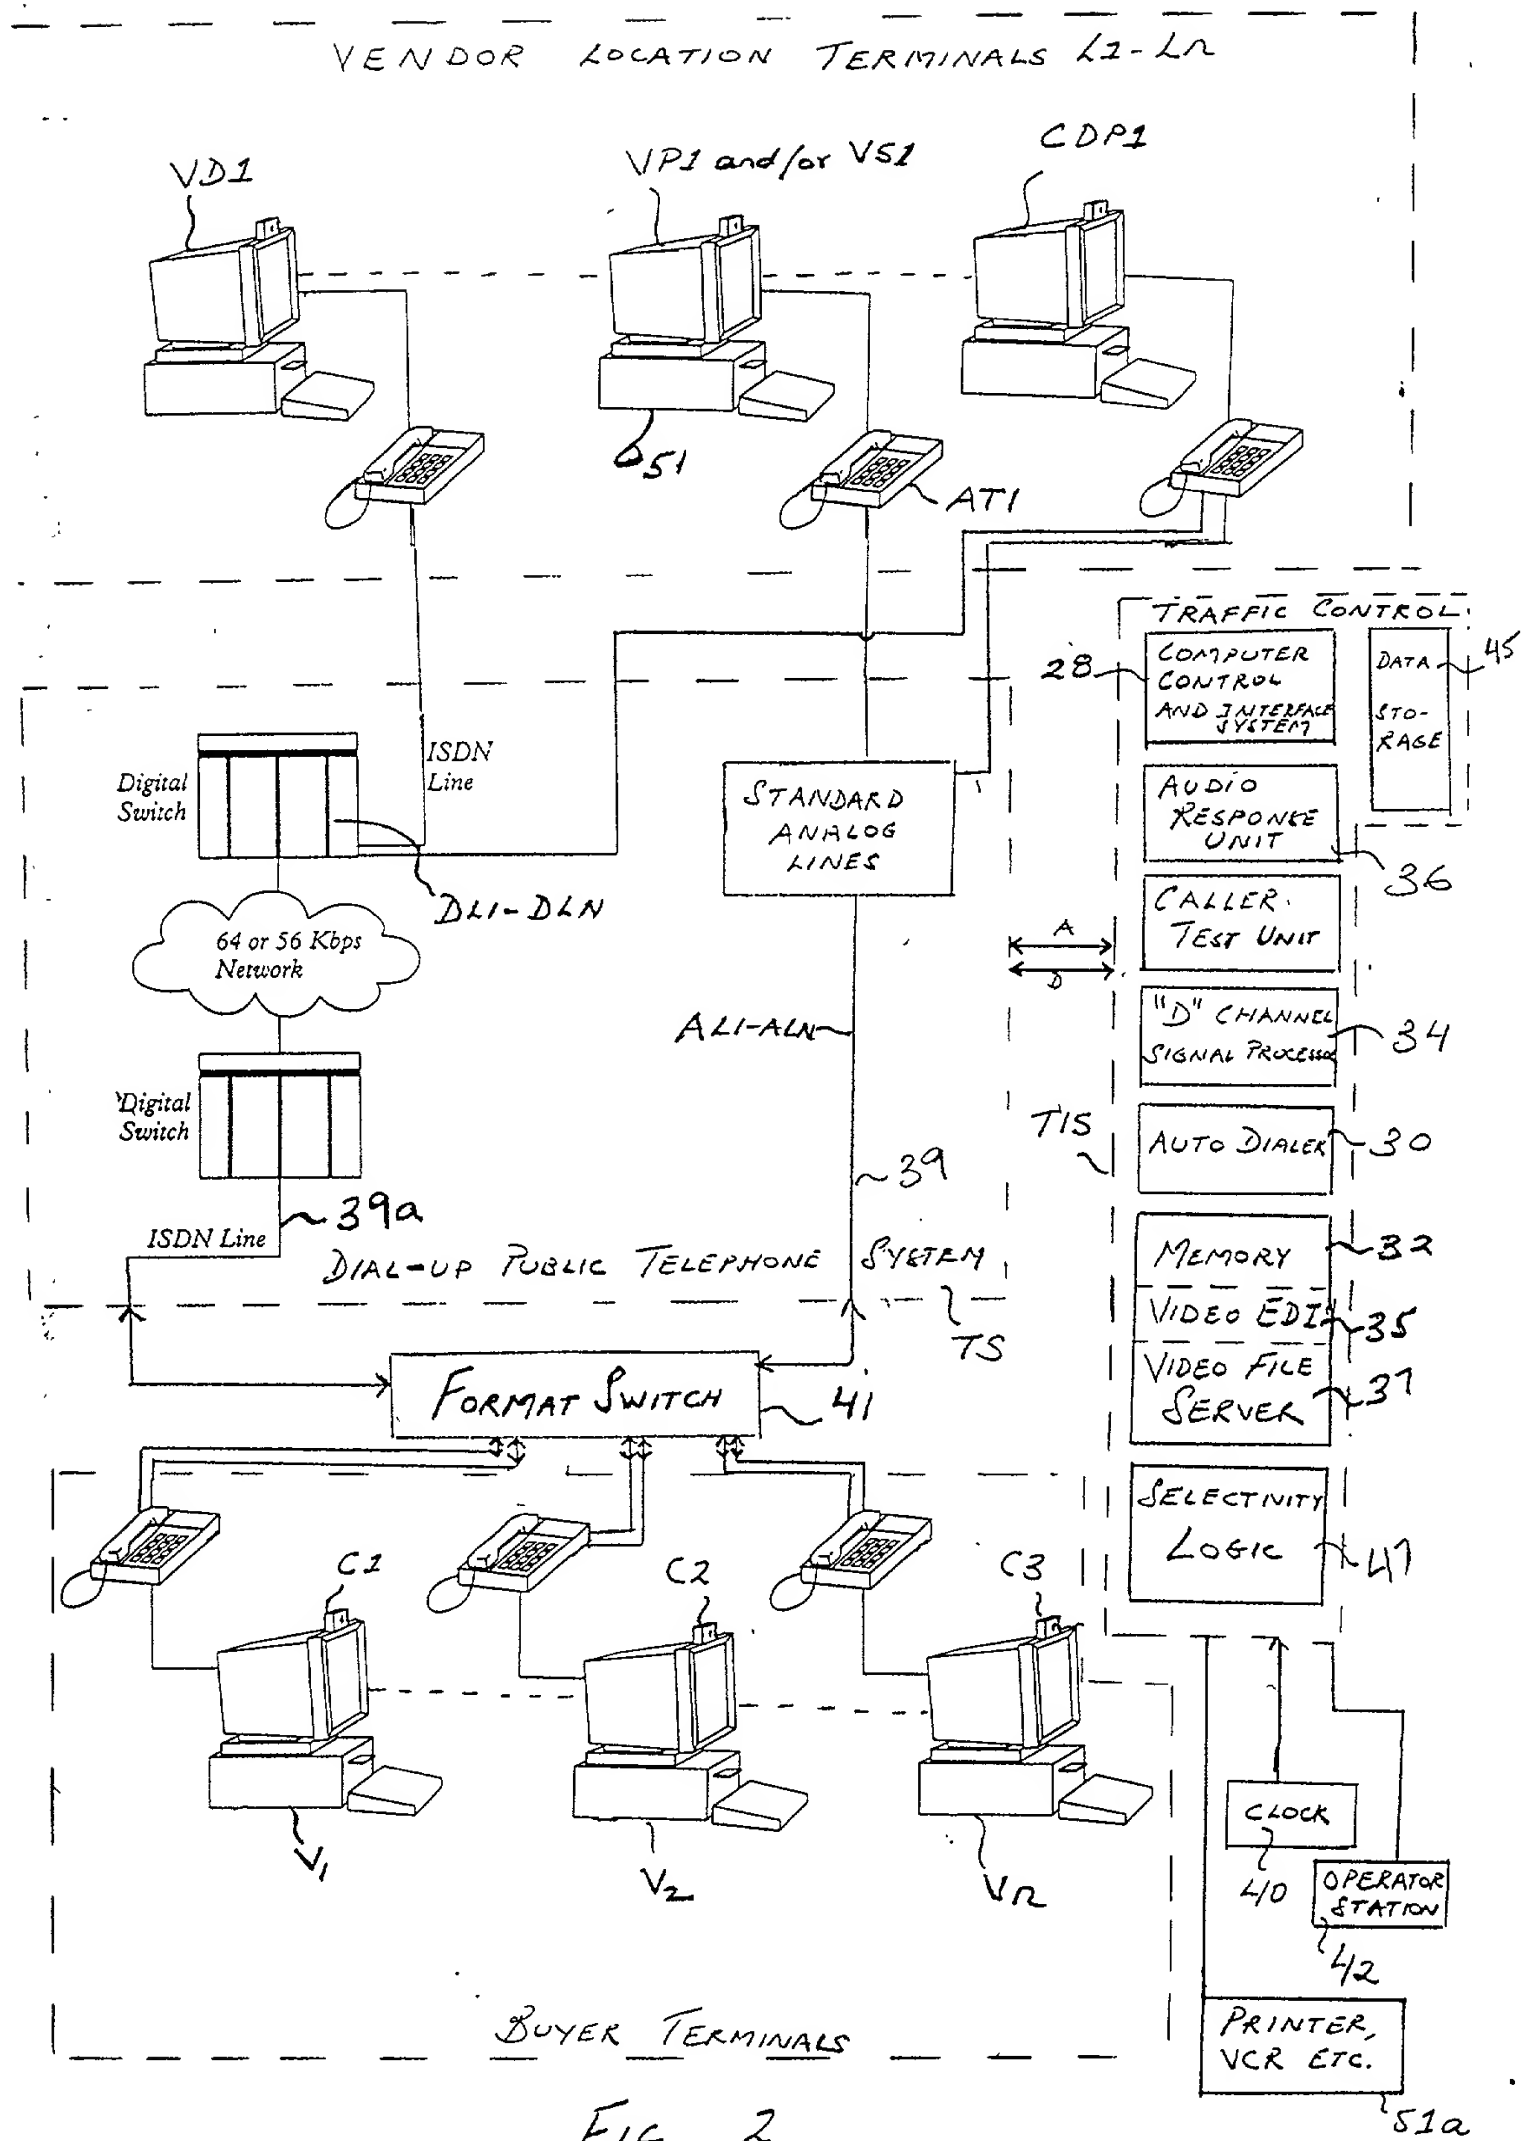 VENDOR LOCATION TERMINALS L1-Ln
VD1
VP1 and/or VS1
CDP1
51
AT1
TRAFFIC CONTROL
28
COMPUTER
CONTROL
AND INTERFACE
SYSTEM
DATA
STO-
RAGE
45
Digital
Switch
ISDN
Line
STANDARD
ANALOG
LINES
AUDIO
RESPONSE
UNIT
36
DL1-DLN
64 or 56 Kbps
Network
CALLER
TEST UNIT
A
D
AL1-ALN
"D" CHANNEL
SIGNAL PROCESSOR
34
Digital
Switch
TIS
AUTO DIALER
30
39
39a
ISDN Line
DIAL-UP PUBLIC TELEPHONE SYSTEM
TS
MEMORY
32
VIDEO EDI
35
VIDEO FILE
SERVER
37
FORMAT SWITCH
41
SELECTIVITY
LOGIC
47
C1
C2
C3
V1
V2
Vn
CLOCK
40
OPERATOR
STATION
42
BUYER TERMINALS
PRINTER,
VCR ETC.
51a
FIG 2